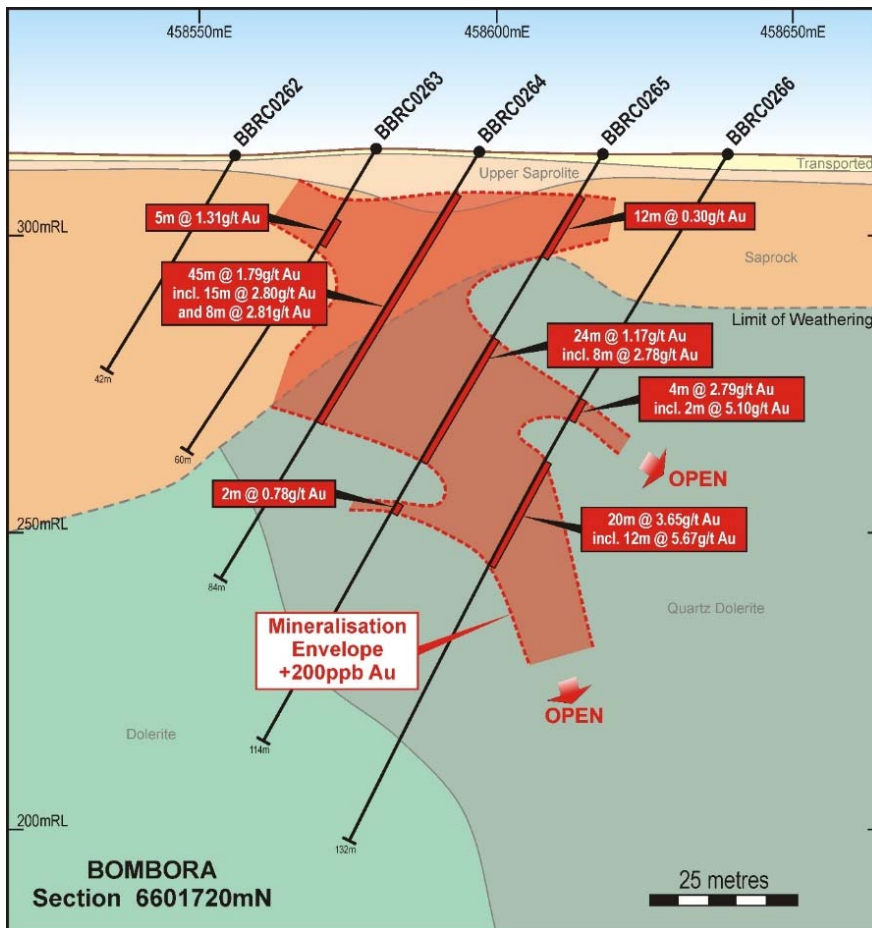 458550mE
458600mE
458650mE
BBRC0262
BBRC0263
BBRC0264
BBRC0265
BBRC0266
Transported
Upper Saprolite
5m @ 1.31g/t Au
12m @ 0.30g/t Au
300mRL
Saprock
45m @ 1.79g/t Au
incl. 15m @ 2.80g/t Au
and 8m @ 2.81g/t Au
Limit of Weathering
24m @ 1.17g/t Au
incl. 8m @ 2.78g/t Au
42m
4m @ 2.79g/t Au
incl. 2m @ 5.10g/t Au
60m
OPEN
2m @ 0.78g/t Au
250mRL
20m @ 3.65g/t Au
incl. 12m @ 5.67g/t Au
84m
Quartz Dolerite
Mineralisation
Envelope
+200ppb Au
OPEN
Dolerite
114m
200mRL
132m
BOMBORA
Section 6601720mN
25 metres